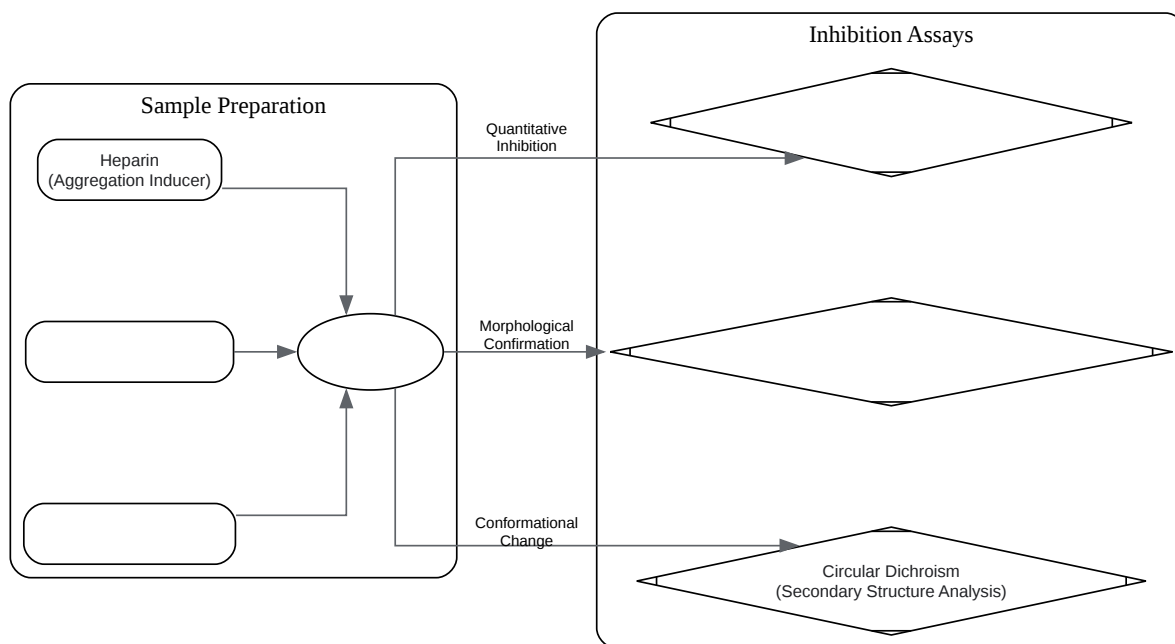 Inhibition Assays
Sample Preparation
Heparin
(Aggregation Inducer)
Quantitative
Inhibition
Morphological
Confirmation
Conformational
Change
Circular Dichroism
(Secondary Structure Analysis)